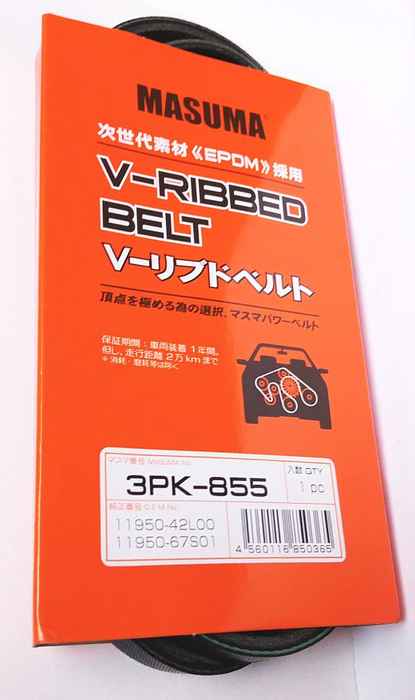 MASUMA
次世代素材《EPDM》採用
V-RIBBED
BELT
V-リブドベルト
頂点を極める為の選択、マスマパワーベルト
保証期間：車両装着1年間。
但し、走行距離2万kmまで
※消耗・磨耗等は除く
マスマ番号 MASUMA No.
入数 QTY
3PK-855
1 pc
純正番号 O.E.M No.
11950-42L00
11950-67S01
4 560116 850365